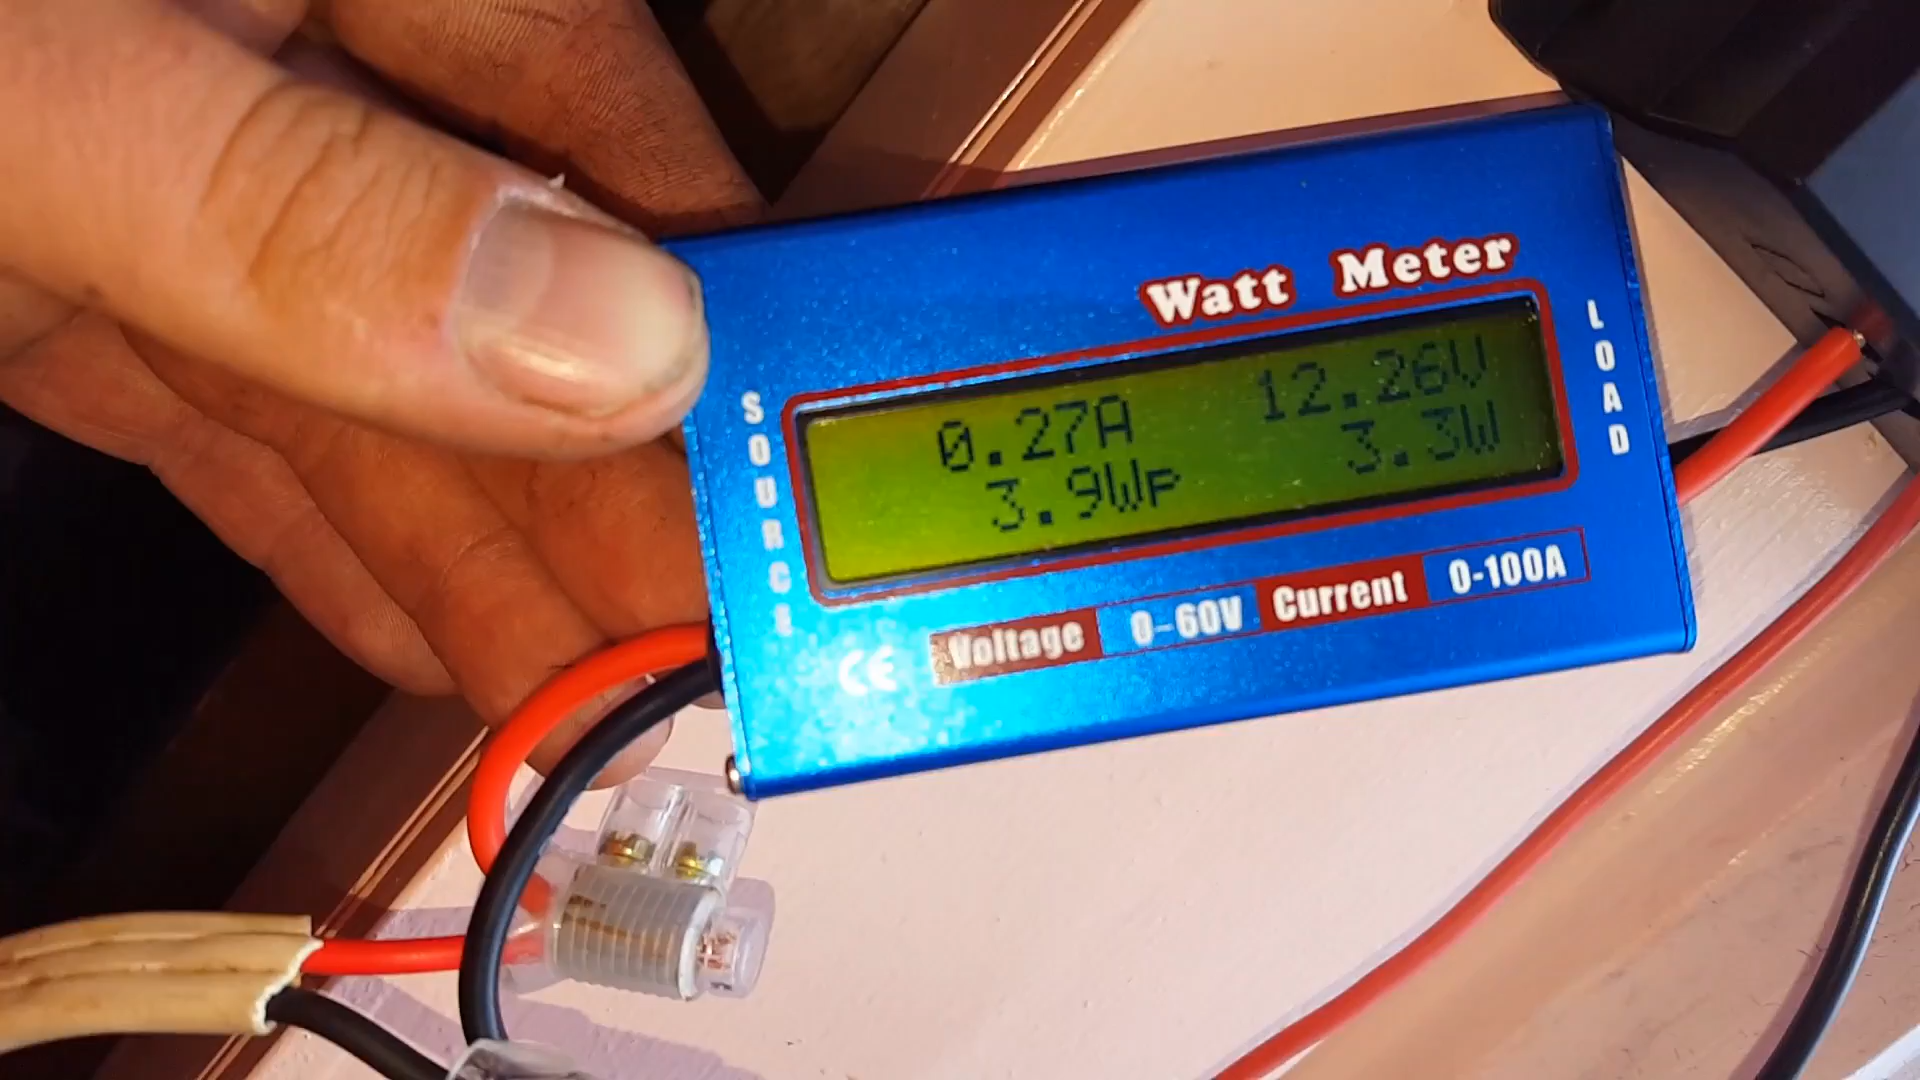 Watt Meter
SOURCE
LOAD
0.27A 12.26V
3.9Wp 3.3W
Voltage 0-60V Current 0-100A
CE